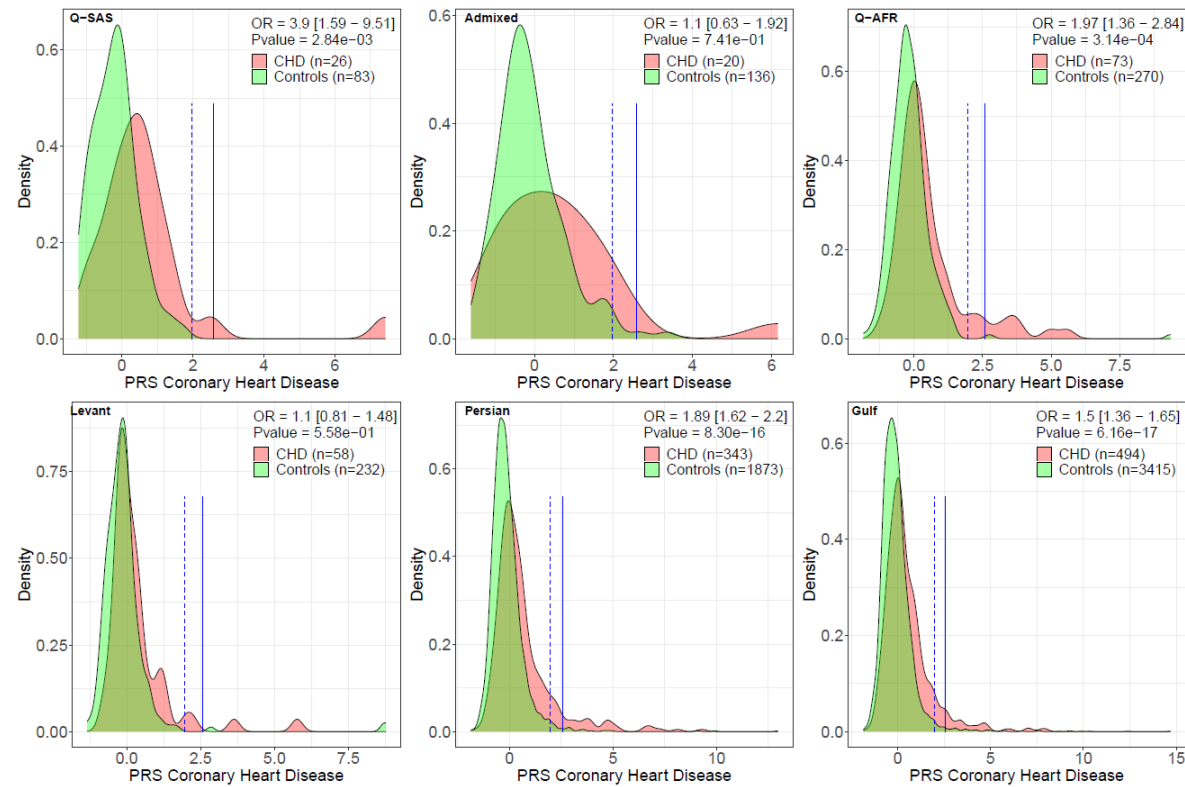 Q−SAS
OR = 3.9 [1.59 − 9.51]
Pvalue = 2.84e−03
CHD (n=26)
Controls (n=83)
0.6
0.4
0.2
0.0
Density
0 2 4 6
PRS Coronary Heart Disease
Admixed
OR = 1.1 [0.63 − 1.92]
Pvalue = 7.41e−01
CHD (n=20)
Controls (n=136)
0.6
0.4
0.2
0.0
Density
0 2 4 6
PRS Coronary Heart Disease
Q−AFR
OR = 1.97 [1.36 − 2.84]
Pvalue = 3.14e−04
CHD (n=73)
Controls (n=270)
0.6
0.4
0.2
0.0
Density
0.0 2.5 5.0 7.5
PRS Coronary Heart Disease
Levant
OR = 1.1 [0.81 − 1.48]
Pvalue = 5.58e−01
CHD (n=58)
Controls (n=232)
0.75
0.50
0.25
0.00
Density
0.0 2.5 5.0 7.5
PRS Coronary Heart Disease
Persian
OR = 1.89 [1.62 − 2.2]
Pvalue = 8.30e−16
CHD (n=343)
Controls (n=1873)
0.6
0.4
0.2
0.0
Density
0 5 10
PRS Coronary Heart Disease
Gulf
OR = 1.5 [1.36 − 1.65]
Pvalue = 6.16e−17
CHD (n=494)
Controls (n=3415)
0.6
0.4
0.2
0.0
Density
0 5 10 15
PRS Coronary Heart Disease